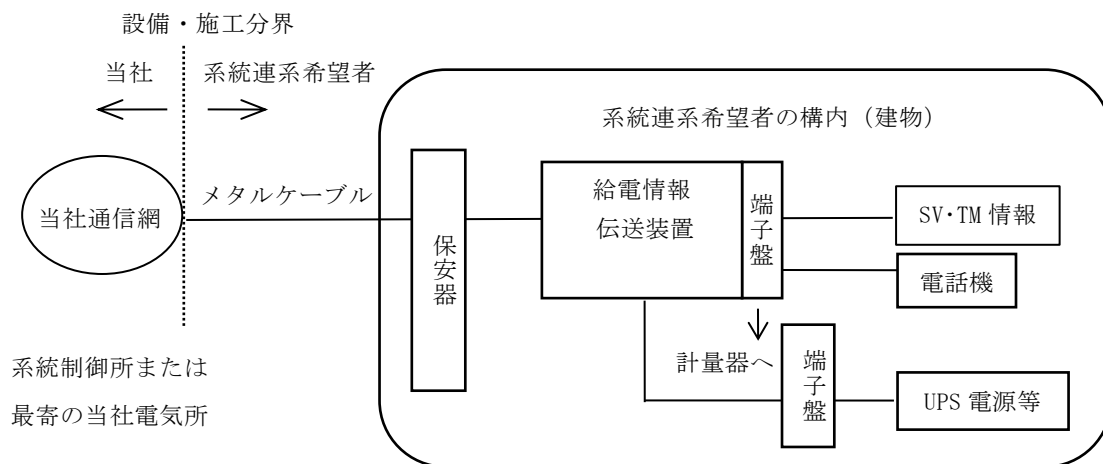 設備・施工分界
当社
系統連系希望者
系統連系希望者の構内（建物）
当社通信網
メタルケーブル
保安器
給電情報
伝送装置
端子盤
SV･TM 情報
電話機
計量器へ
端子盤
UPS 電源等
系統制御所または
最寄の当社電気所